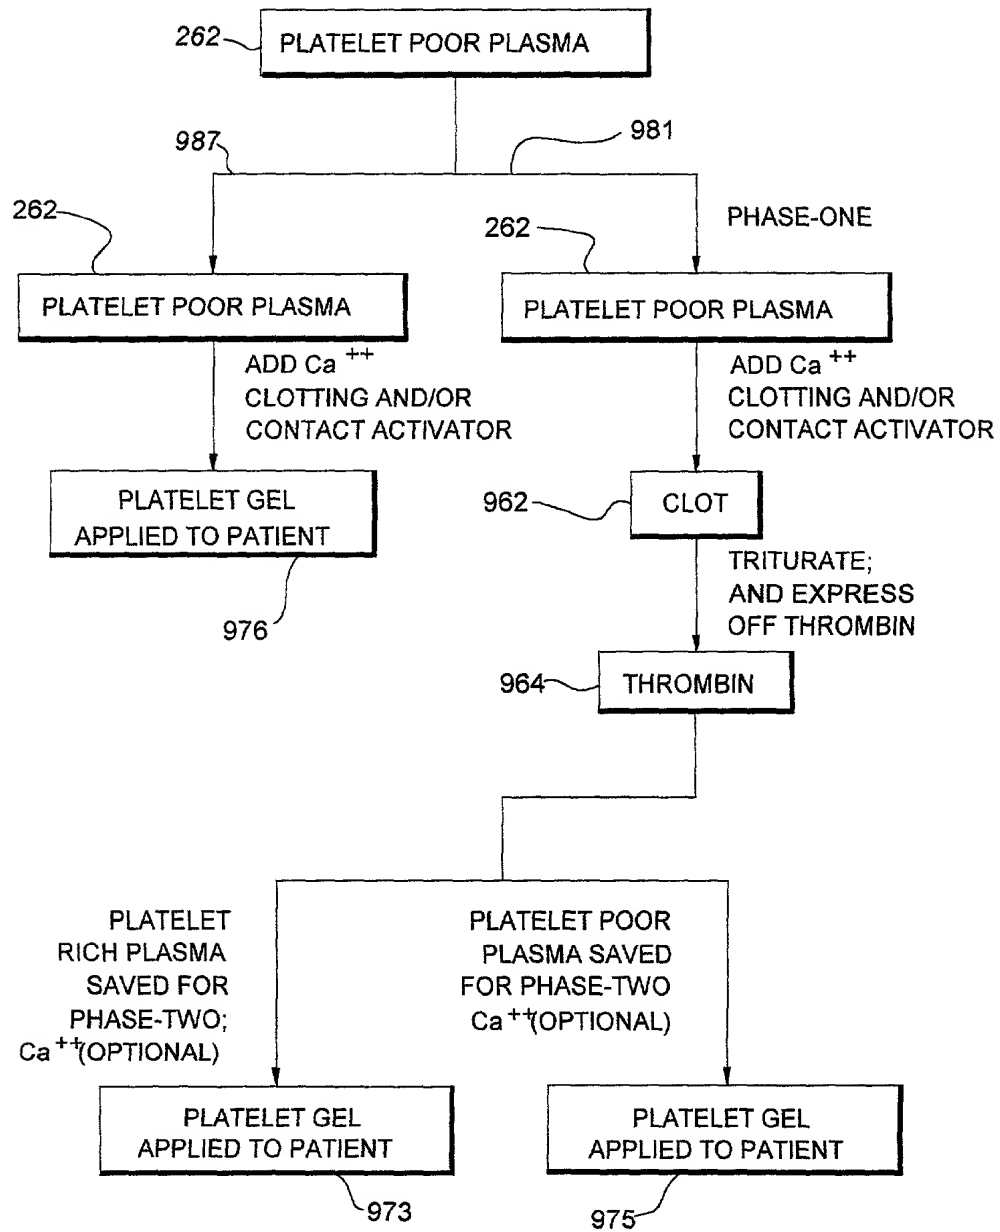 262
PLATELET POOR PLASMA
987
981
262
PHASE-ONE
262
PLATELET POOR PLASMA
PLATELET POOR PLASMA
ADD Ca ++
CLOTTING AND/OR
CONTACT ACTIVATOR
ADD Ca ++
CLOTTING AND/OR
CONTACT ACTIVATOR
PLATELET GEL
APPLIED TO PATIENT
976
962
CLOT
TRITURATE;
AND EXPRESS
OFF THROMBIN
964
THROMBIN
PLATELET
RICH PLASMA
SAVED FOR
PHASE-TWO;
Ca ++(OPTIONAL)
PLATELET POOR
PLASMA SAVED
FOR PHASE-TWO
Ca ++(OPTIONAL)
PLATELET GEL
APPLIED TO PATIENT
973
PLATELET GEL
APPLIED TO PATIENT
975